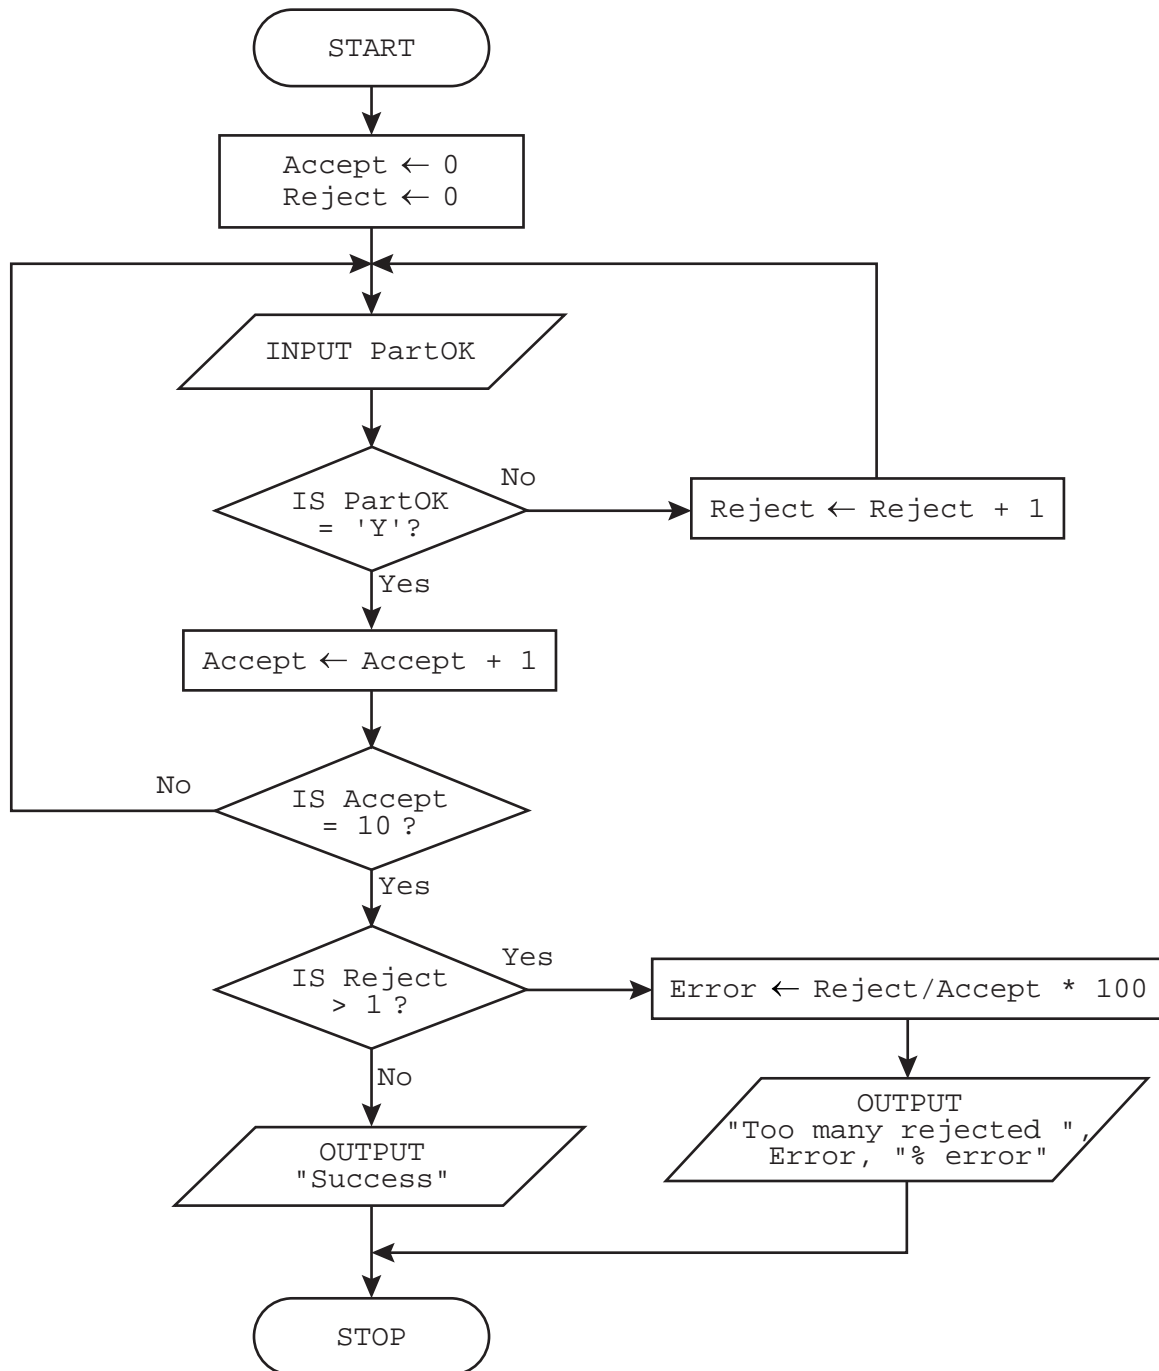 START
Accept ← 0
Reject ← 0
INPUT PartOK
IS PartOK
= 'Y'?
No
Reject ← Reject + 1
Yes
Accept ← Accept + 1
No
IS Accept
= 10 ?
Yes
IS Reject
> 1 ?
Yes
Error ← Reject/Accept * 100
No
OUTPUT
"Success"
OUTPUT
"Too many rejected ",
Error, "% error"
STOP